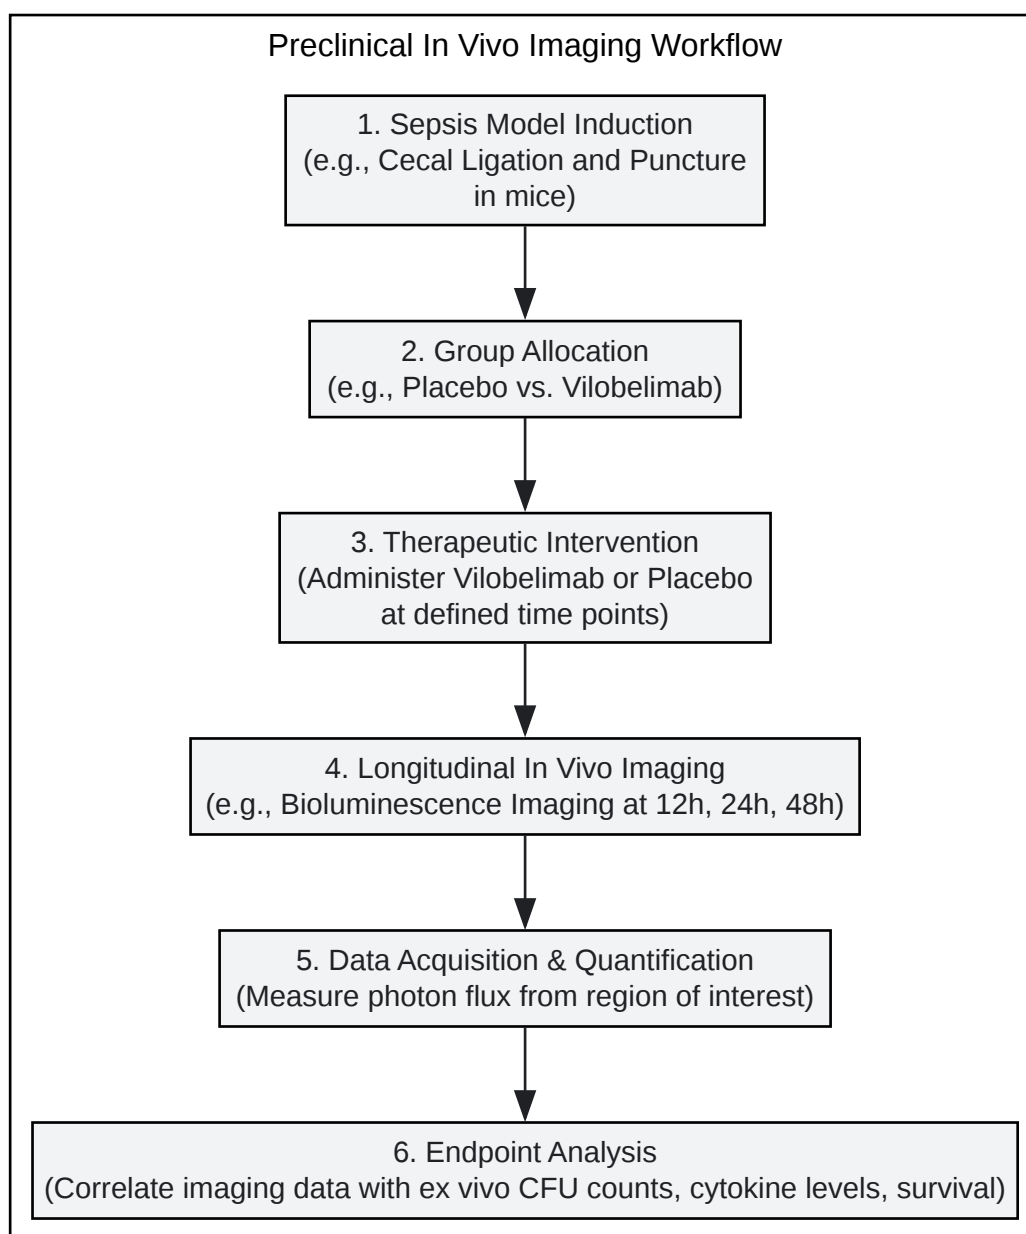 Preclinical In Vivo Imaging Workflow
1. Sepsis Model Induction
(e.g., Cecal Ligation and Puncture
in mice)
2. Group Allocation
(e.g., Placebo vs. Vilobelimab)
3. Therapeutic Intervention
(Administer Vilobelimab or Placebo
at defined time points)
4. Longitudinal In Vivo Imaging
(e.g., Bioluminescence Imaging at 12h, 24h, 48h)
5. Data Acquisition & Quantification
(Measure photon flux from region of interest)
6. Endpoint Analysis
(Correlate imaging data with ex vivo CFU counts, cytokine levels, survival)